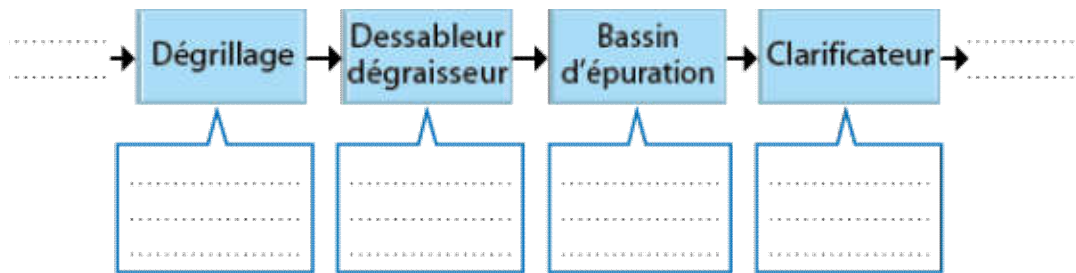 Dégrillage
Dessableur
dégraisseur
Bassin
d'épuration
Clarificateur